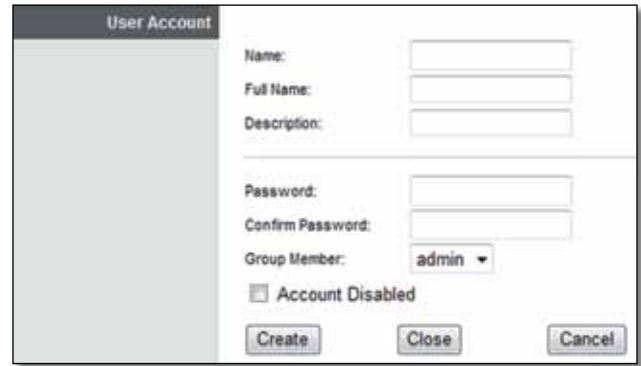 User Account
Name:
Full Name:
Description:
Password:
Confirm Password:
Group Member: admin
Account Disabled
Create Close Cancel